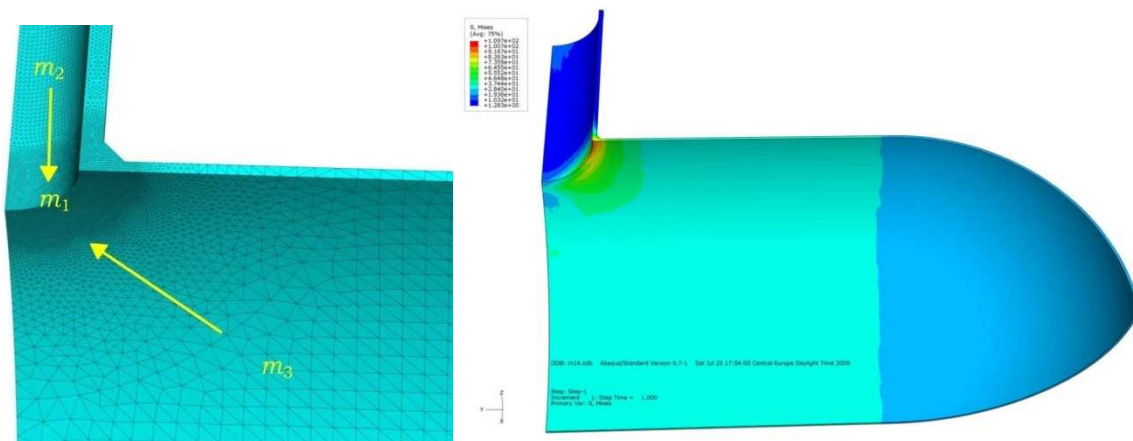 m2
m1
m3
S, Mises
(Avg: 75%)
+1.097e+02
+1.007e+02
+9.167e+01
+8.263e+01
+7.359e+01
+6.455e+01
+5.552e+01
+4.648e+01
+3.744e+01
+2.840e+01
+1.936e+01
+1.032e+01
+1.283e+00
ODB: m14.odb Abaqus/Standard Version 6.7-1 Sat Jul 25 17:54:05 Central Europe Daylight Time 2009
Z
Y
X
Step: Step-1
Increment 1: Step Time = 1.000
Primary Var: S, Mises